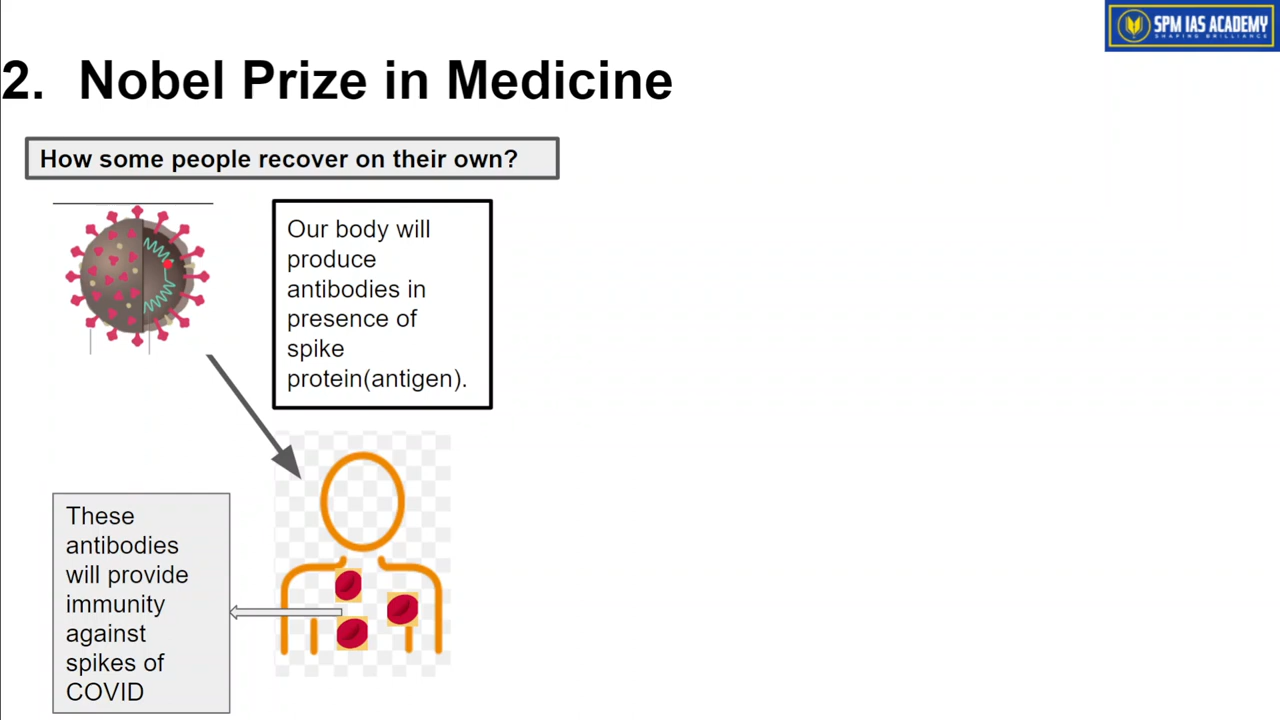 SPM IAS ACADEMY
SHAPING BRILLIANCE
2. Nobel Prize in Medicine
How some people recover on their own?
Our body will
produce
antibodies in
presence of
spike
protein(antigen).
These
antibodies
will provide
immunity
against
spikes of
COVID